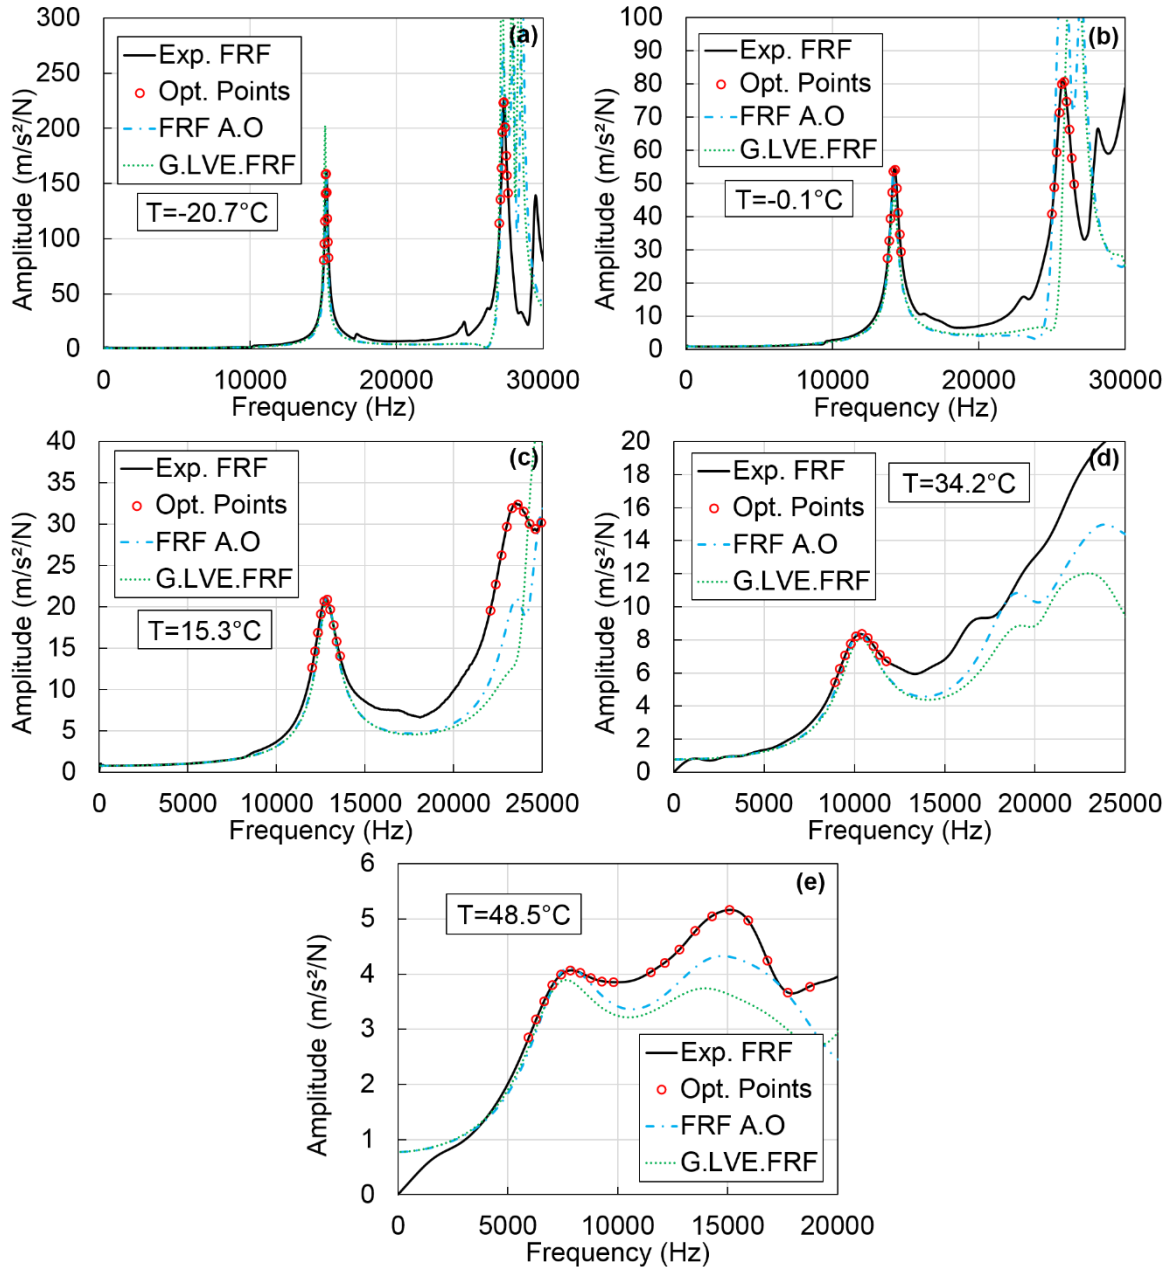 (a)
Amplitude (m/s²/N)
300
250
200
150
100
50
0
Exp. FRF
Opt. Points
FRF A.O
G.LVE.FRF
T=-20.7°C
0 10000 20000 30000
Frequency (Hz)
(b)
Amplitude (m/s²/N)
100
90
80
70
60
50
40
30
20
10
0
Exp. FRF
Opt. Points
FRF A.O
G.LVE.FRF
T=-0.1°C
0 10000 20000 30000
Frequency (Hz)
(c)
Amplitude (m/s²/N)
40
35
30
25
20
15
10
5
0
Exp. FRF
Opt. Points
FRF A.O
G.LVE.FRF
T=15.3°C
0 5000 10000 15000 20000 25000
Frequency (Hz)
(d)
Amplitude (m/s²/N)
20
18
16
14
12
10
8
6
4
2
0
Exp. FRF
Opt. Points
FRF A.O
G.LVE.FRF
T=34.2°C
0 5000 10000 15000 20000 25000
Frequency (Hz)
(e)
Amplitude (m/s²/N)
6
5
4
3
2
1
0
T=48.5°C
Exp. FRF
Opt. Points
FRF A.O
G.LVE.FRF
0 5000 10000 15000 20000
Frequency (Hz)